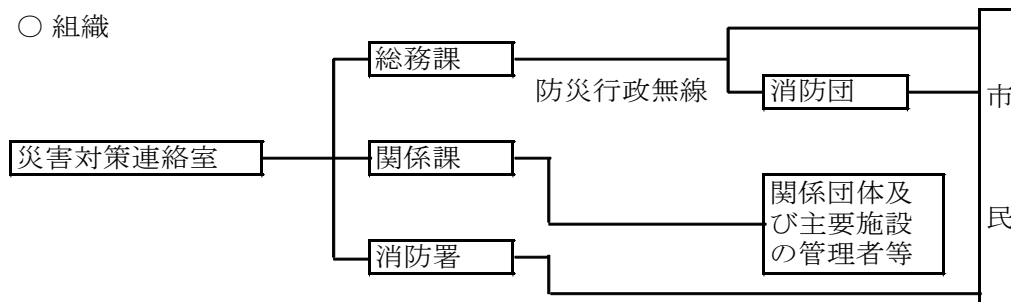 ○ 組織
総務課
防災行政無線
消防団
災害対策連絡室
関係課
関係団体及
び主要施設
の管理者等
消防署
市
民